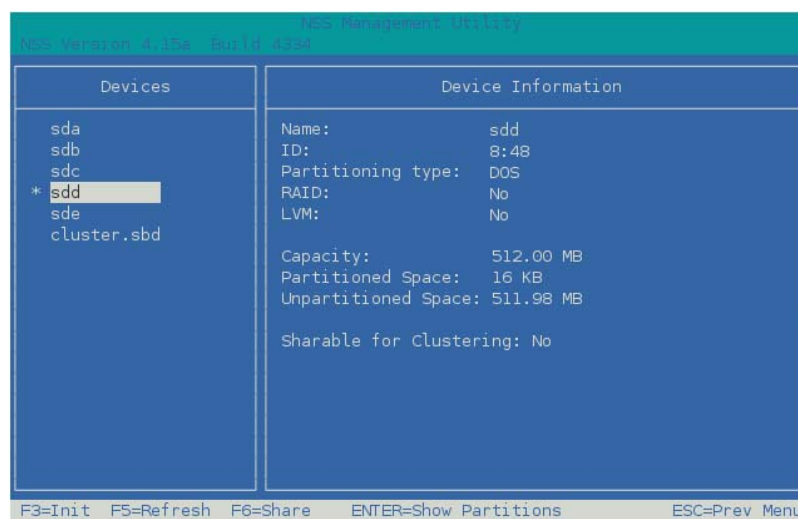 NSS Management Utility
NSS Version 4.15a Build 4334
Devices
sda
sdb
sdc
* sdd
sde
cluster.sbd
Device Information
Name: sdd
ID: 8:48
Partitioning type: DOS
RAID: No
LVM: No
Capacity: 512.00 MB
Partitioned Space: 16 KB
Unpartitioned Space: 511.98 MB
Sharable for Clustering: No
F3=Init F5=Refresh F6=Share ENTER=Show Partitions ESC=Prev Menu